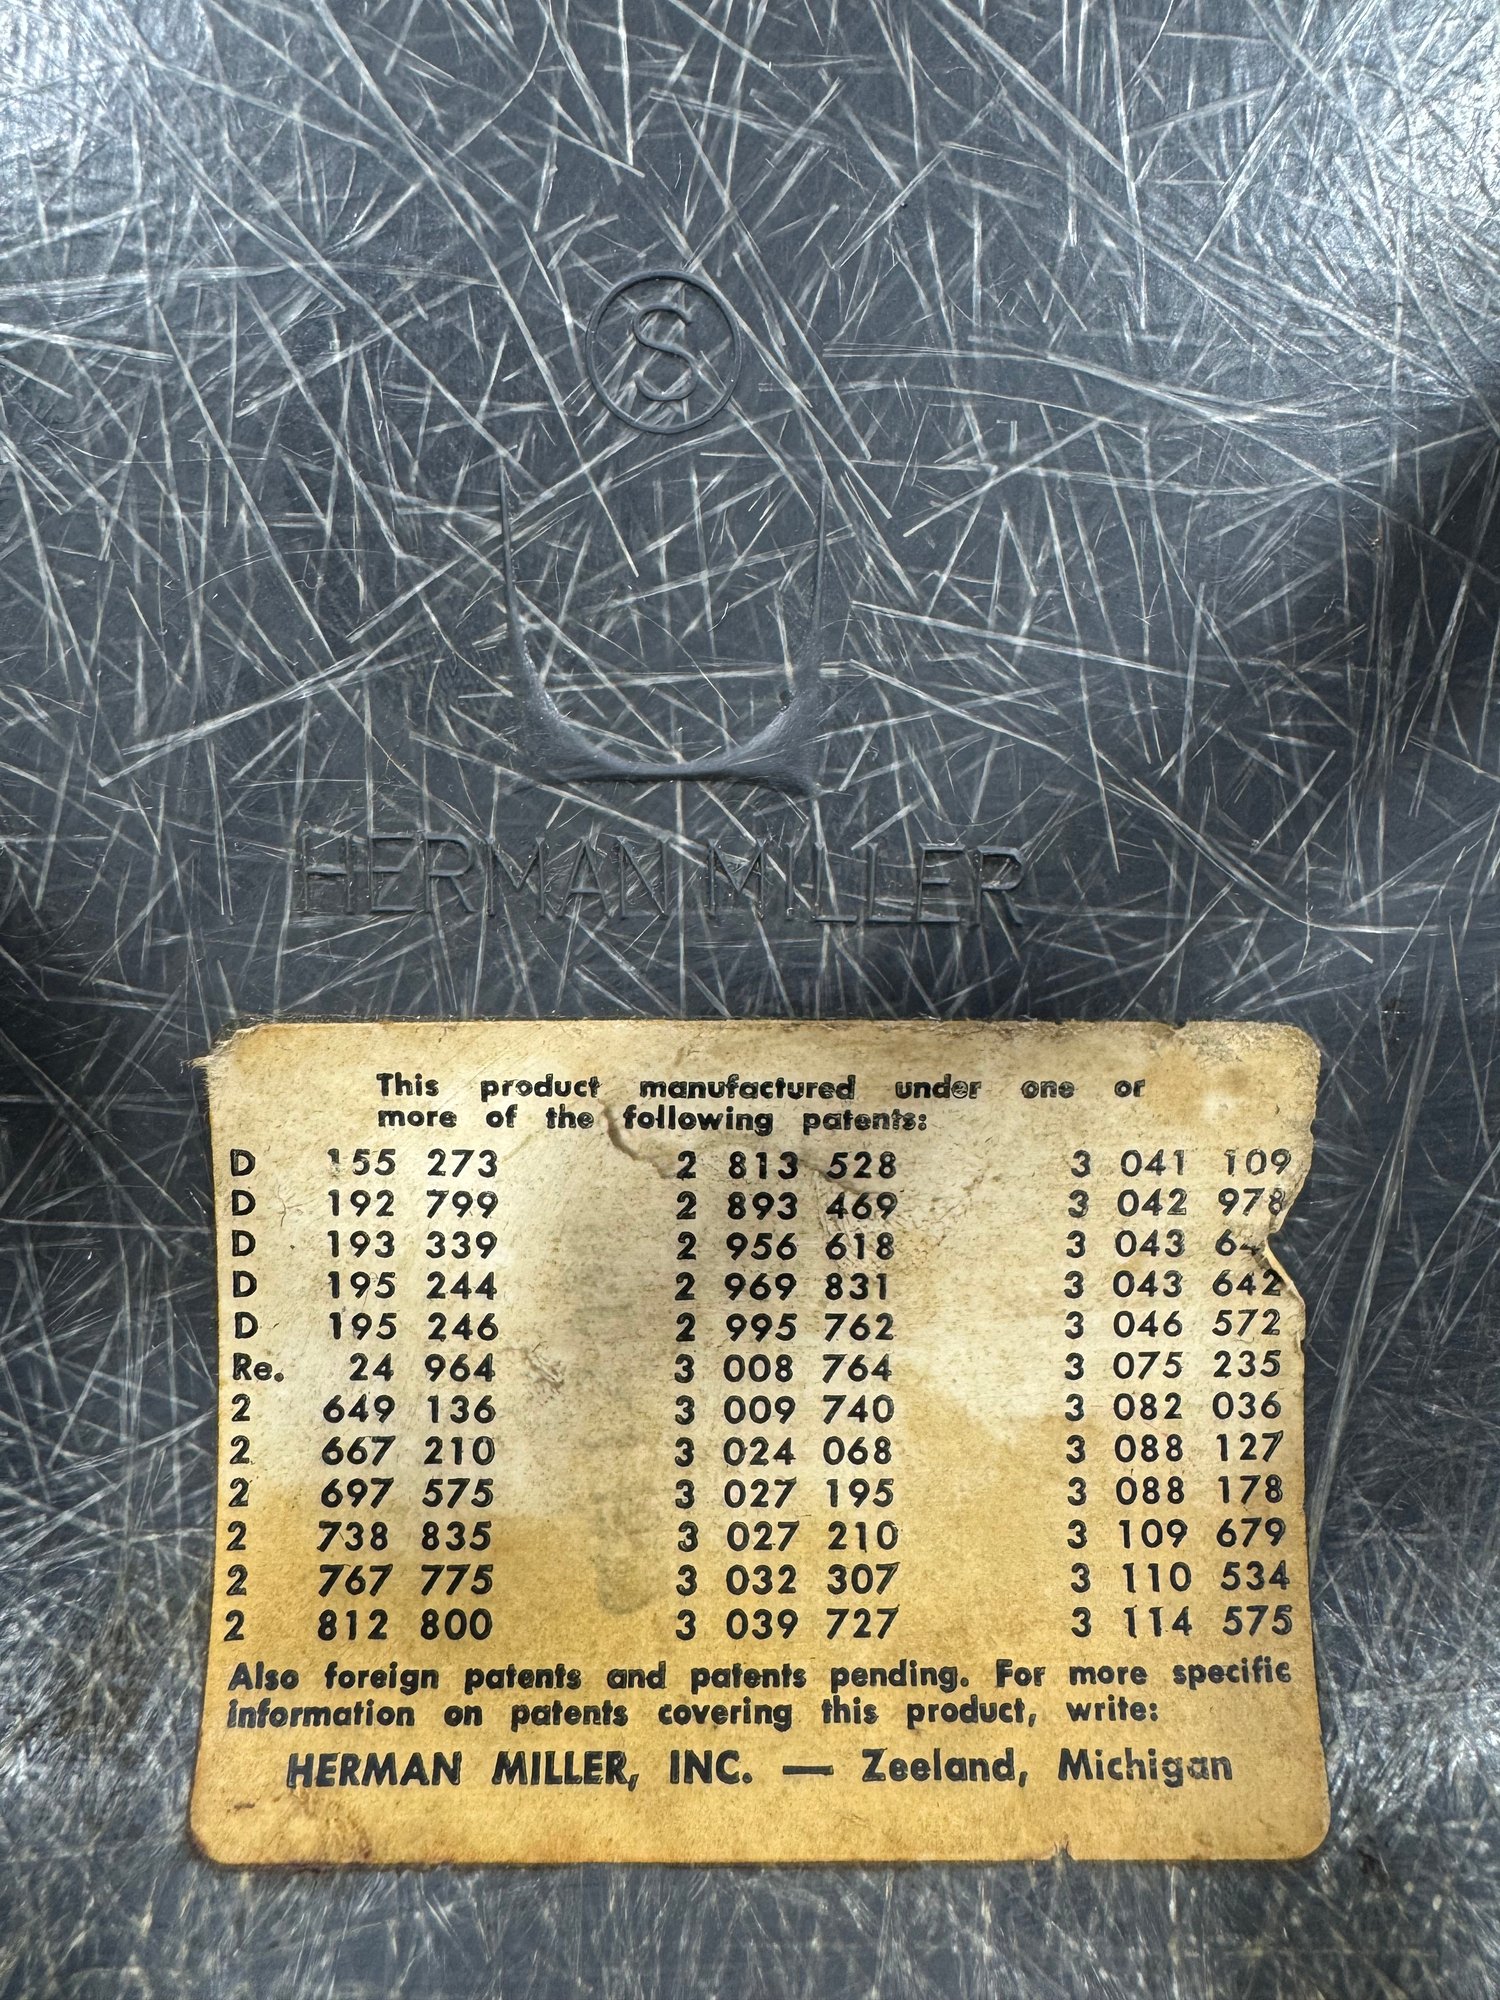 S
HERMAN MILLER
This product manufactured under one or
more of the following patents:
D 155 273 2 813 528 3 041 109
D 192 799 2 893 469 3 042 978
D 193 339 2 956 618 3 043
D 195 244 2 969 831 3 043 642
D 195 246 2 995 762 3 046 572
Re. 24 964 3 008 764 3 075 235
2 649 136 3 009 740 3 082 036
2 667 210 3 024 068 3 088 127
2 697 575 3 027 195 3 088 178
2 738 835 3 027 210 3 109 679
2 767 775 3 032 307 3 110 534
2 812 800 3 039 727 3 114 575
Also foreign patents and patents pending. For more specific
information on patents covering this product, write:
HERMAN MILLER, INC. — Zeeland, Michigan